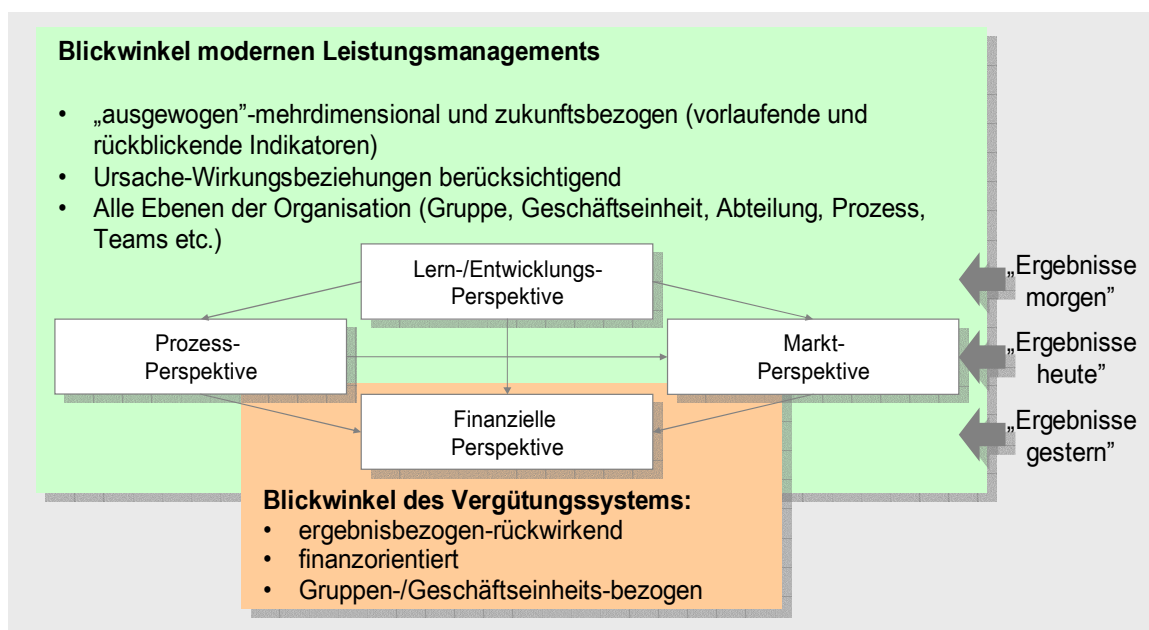 Blickwinkel modernen Leistungsmanagements
• „ausgewogen”-mehrdimensional und zukunftsbezogen (vorlaufende und
rückblickende Indikatoren)
• Ursache-Wirkungsbeziehungen berücksichtigend
• Alle Ebenen der Organisation (Gruppe, Geschäftseinheit, Abteilung, Prozess,
Teams etc.)
Lern-/Entwicklungs-
Perspektive
„Ergebnisse
morgen”
Prozess-
Perspektive
Markt-
Perspektive
„Ergebnisse
heute”
Finanzielle
Perspektive
„Ergebnisse
gestern”
Blickwinkel des Vergütungssystems:
• ergebnisbezogen-rückwirkend
• finanzorientiert
• Gruppen-/Geschäftseinheits-bezogen